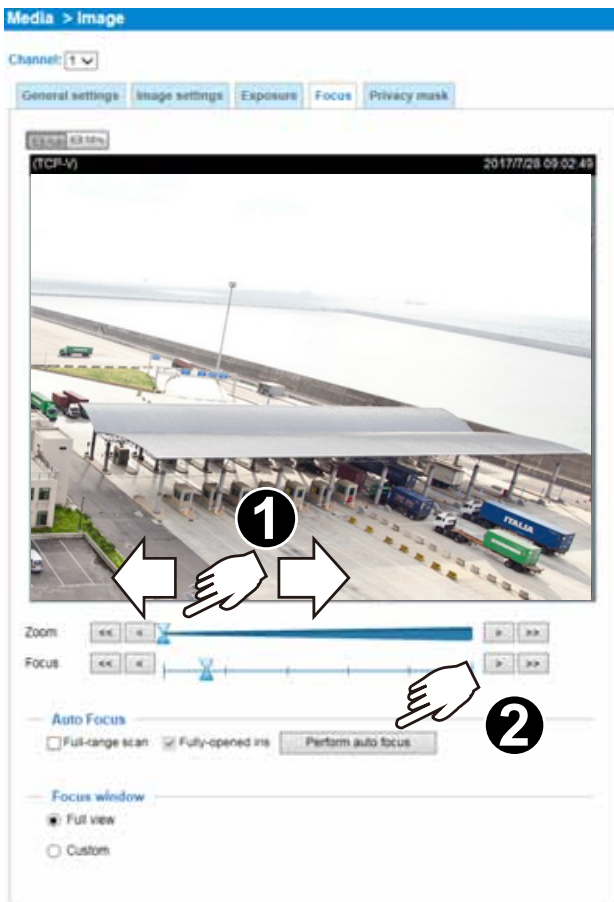 Media > Image
Channel: 1
General settings Image settings Exposure Focus Privacy mask
(TCP-V) 2017/7/28 09:02:49
ITALIA
1
Zoom << < > >>
Focus << < > >>
2
Auto Focus
Full-range scan Fully-opened iris Perform auto focus
Focus window
Full view
Custom